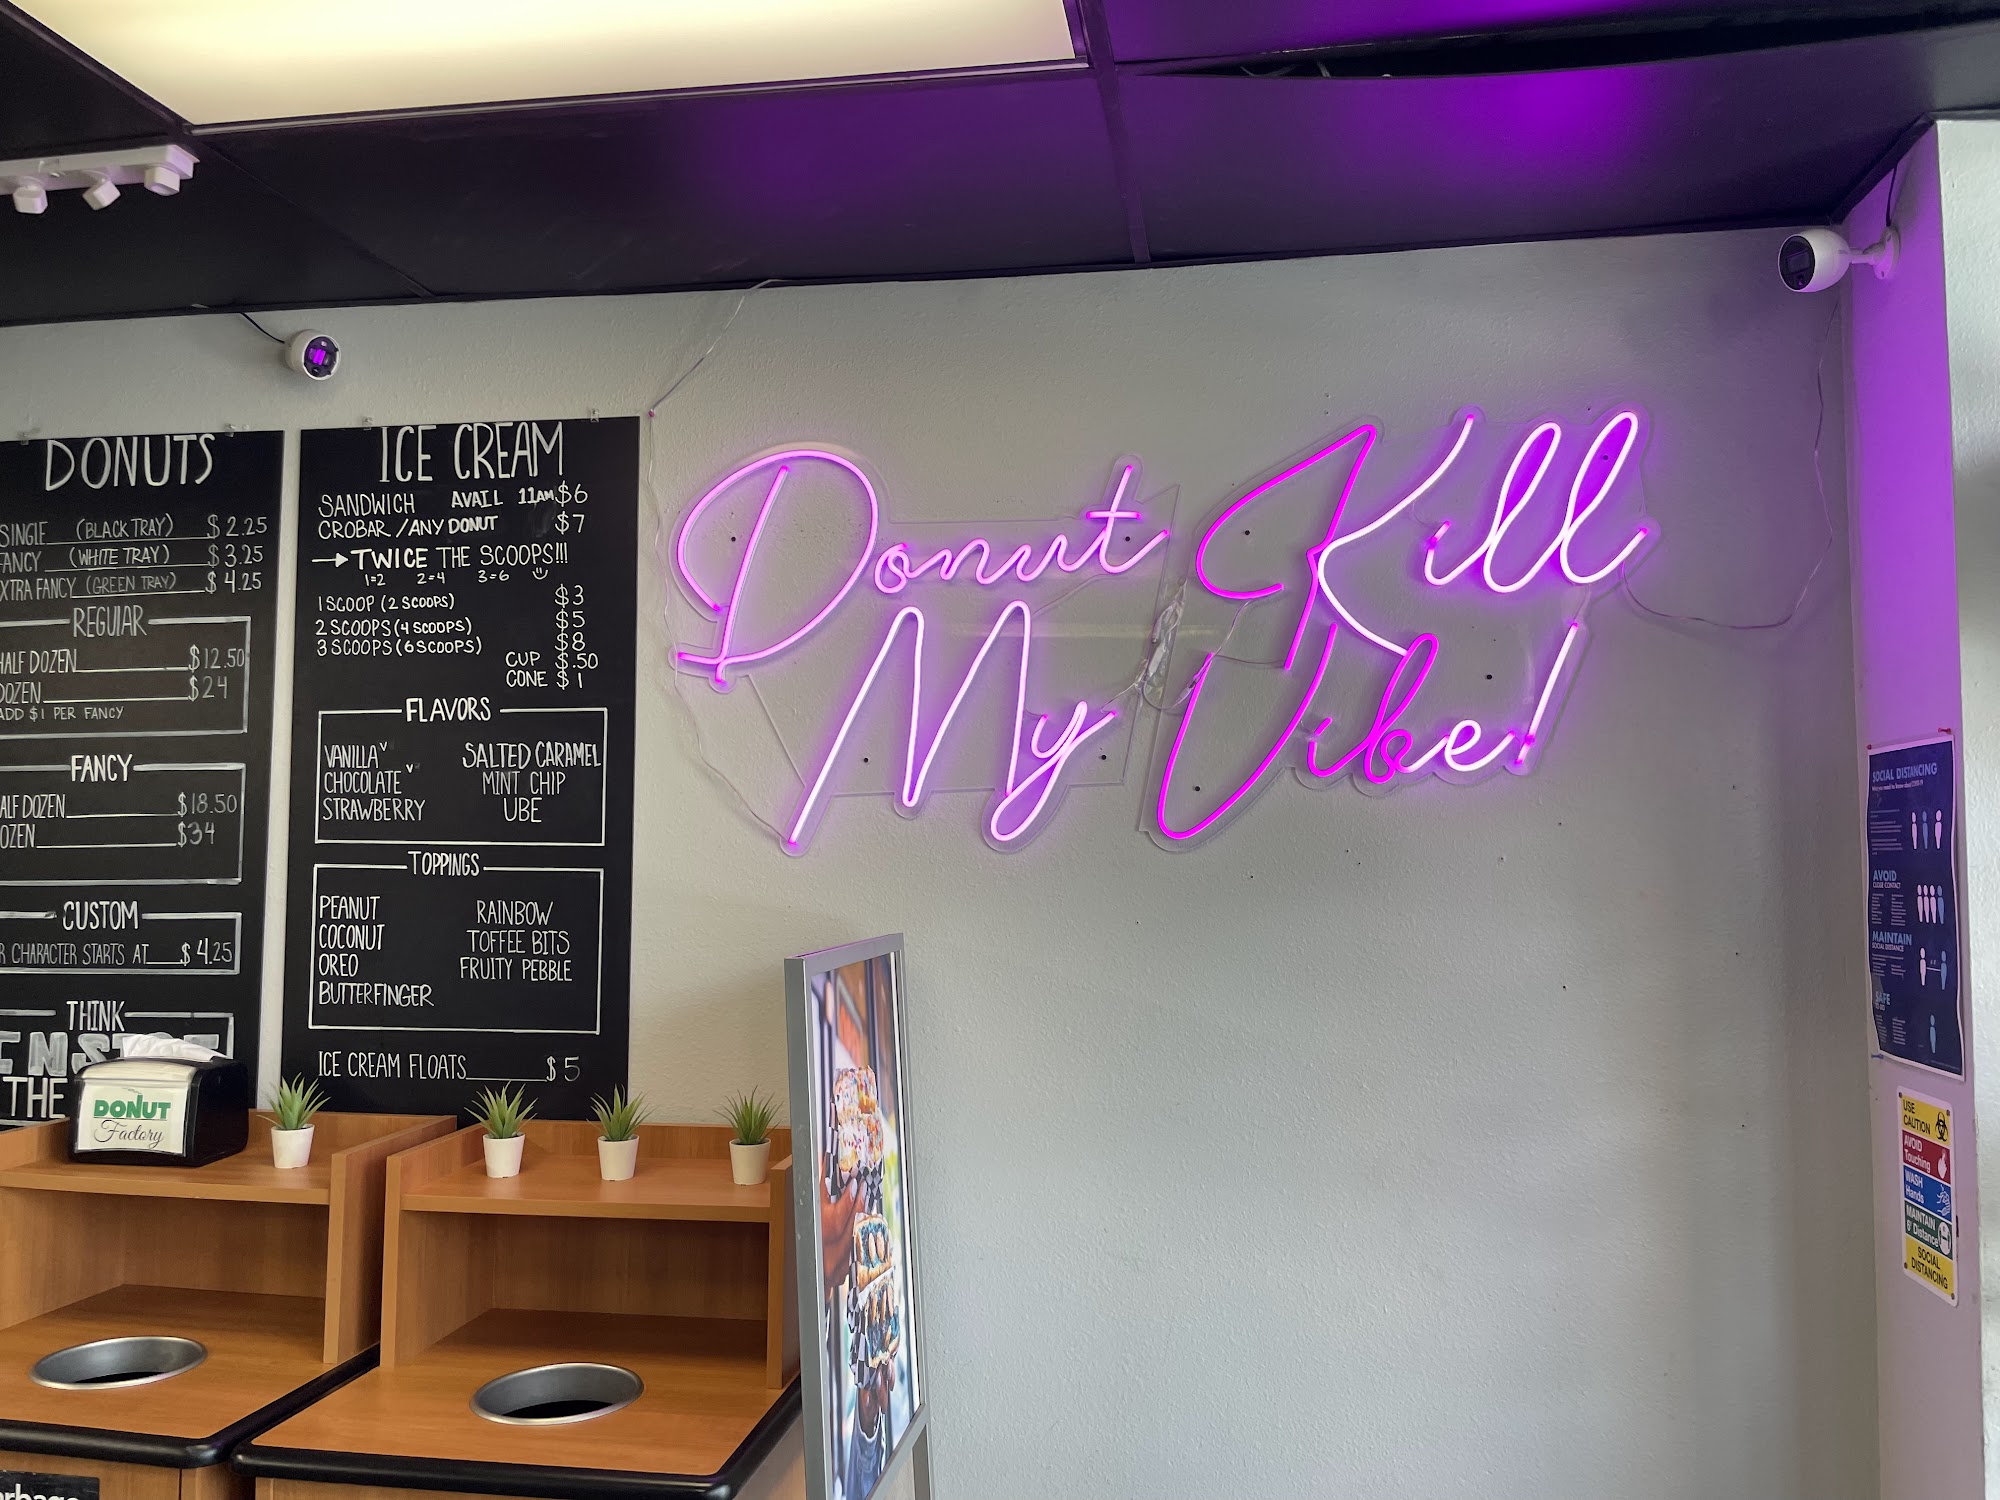 DONUTS
SINGLE (BLACK TRAY) $2.25
FANCY (WHITE TRAY) $3.25
EXTRA FANCY (GREEN TRAY) $4.25
REGULAR
HALF DOZEN $12.50
DOZEN $24
ADD $1 PER FANCY
FANCY
HALF DOZEN $18.50
DOZEN $34
CUSTOM
CHARACTER STARTS AT $4.25
THINK
THE
DONUT
Factory
ICE CREAM
SANDWICH AVAIL 11AM $6
CROBAR / ANY DONUT $7
→ TWICE THE SCOOPS!!!
1=2 2=4 3=6
1 SCOOP (2 SCOOPS) $3
2 SCOOPS (4 SCOOPS) $5
3 SCOOPS (6 SCOOPS) $8
CUP $.50
CONE $1
FLAVORS
VANILLA SALTED CARAMEL
CHOCOLATE MINT CHIP
STRAWBERRY UBE
TOPPINGS
PEANUT RAINBOW
COCONUT TOFFEE BITS
OREO FRUITY PEBBLE
BUTTERFINGER
ICE CREAM FLOATS $5
Donut Kill
My Vibe!
SOCIAL DISTANCING
AVOID
CLOSE CONTACT
MAINTAIN
SOCIAL DISTANCE
USE
CAUTION
AVOID
Touching
WASH
Hands
MAINTAIN
6' Distance
SOCIAL
DISTANCING